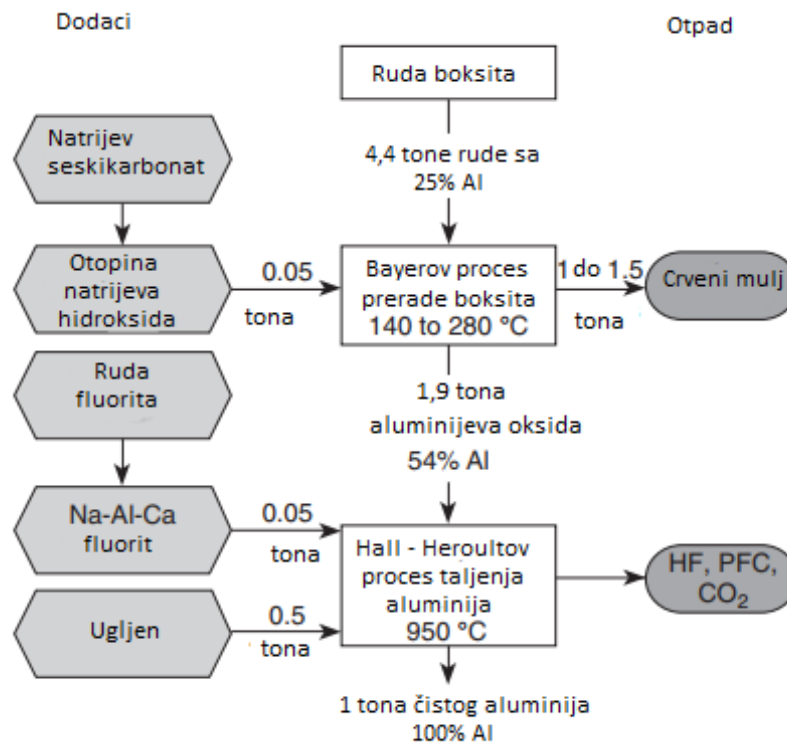 Dodaci
Otpad
Ruda boksita
Natrijev
seskikarbonat
4,4 tone rude sa
25% Al
Otopina
natrijeva
hidroksida
0.05
tona
Bayerov proces
prerade boksita
140 to 280 °C
1 do 1.5
tona
Crveni mulj
Ruda
fluorita
1,9 tona
aluminijeva oksida
54% Al
Na-Al-Ca
fluorit
0.05
tona
Hall - Heroultov
proces taljenja
aluminija
950 °C
HF, PFC,
CO₂
Ugljen
0.5
tona
1 tona čistog aluminija
100% Al